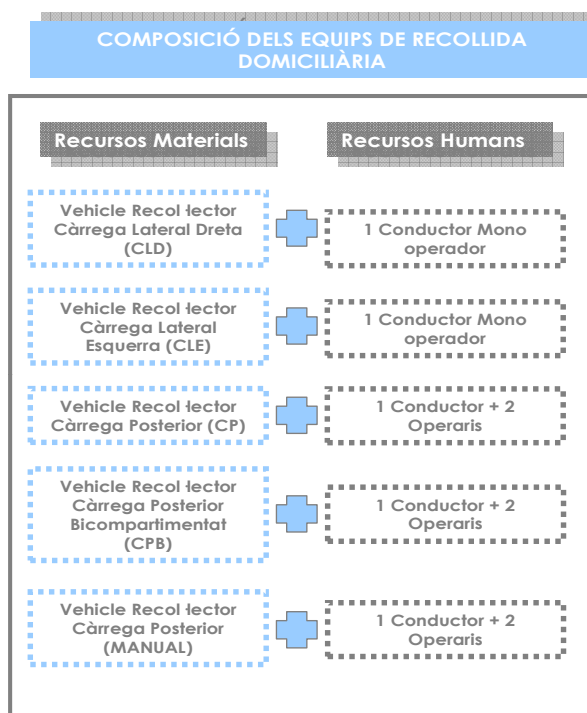 COMPOSICIÓ DELS EQUIPS DE RECOLLIDA
DOMICILIÀRIA
Recursos Materials
Recursos Humans
Vehicle Recol·lector
Càrrega Lateral Dreta
(CLD)
1 Conductor Mono
operador
Vehicle Recol·lector
Càrrega Lateral
Esquerra (CLE)
1 Conductor Mono
operador
Vehicle Recol·lector
Càrrega Posterior (CP)
1 Conductor + 2
Operaris
Vehicle Recol·lector
Càrrega Posterior
Bicompartimentat
(CPB)
1 Conductor + 2
Operaris
Vehicle Recol·lector
Càrrega Posterior
(MANUAL)
1 Conductor + 2
Operaris